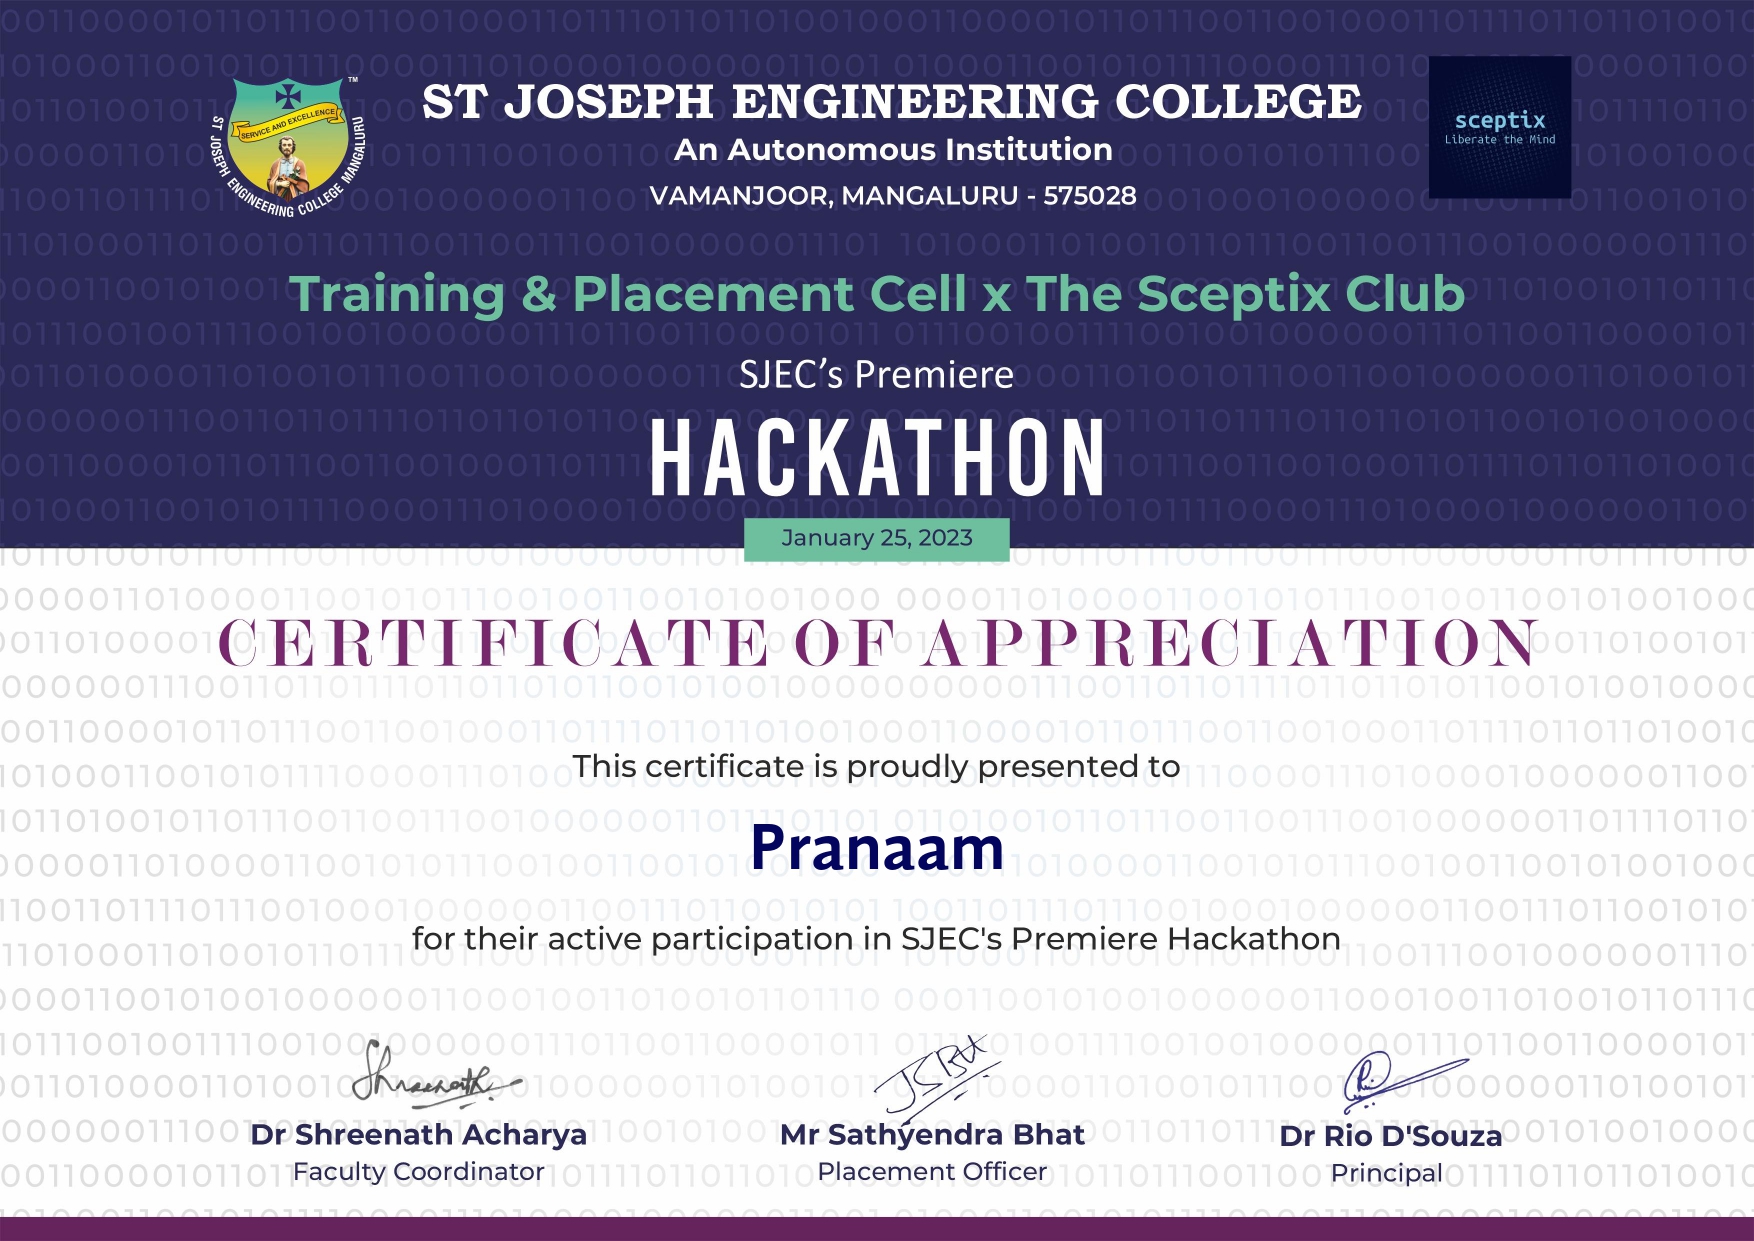 ST JOSEPH ENGINEERING COLLEGE
An Autonomous Institution
VAMANJOOR, MANGALURU - 575028
SERVICE AND EXCELLENCE
ST JOSEPH ENGINEERING COLLEGE MANGALURU
TM
sceptix
Liberate the Mind
Training & Placement Cell x The Sceptix Club
SJEC’s Premiere
HACKATHON
January 25, 2023
CERTIFICATE OF APPRECIATION
This certificate is proudly presented to
Pranaam
for their active participation in SJEC's Premiere Hackathon
Shreenath
Dr Shreenath Acharya
Faculty Coordinator
Mr Sathyendra Bhat
Placement Officer
Dr Rio D'Souza
Principal